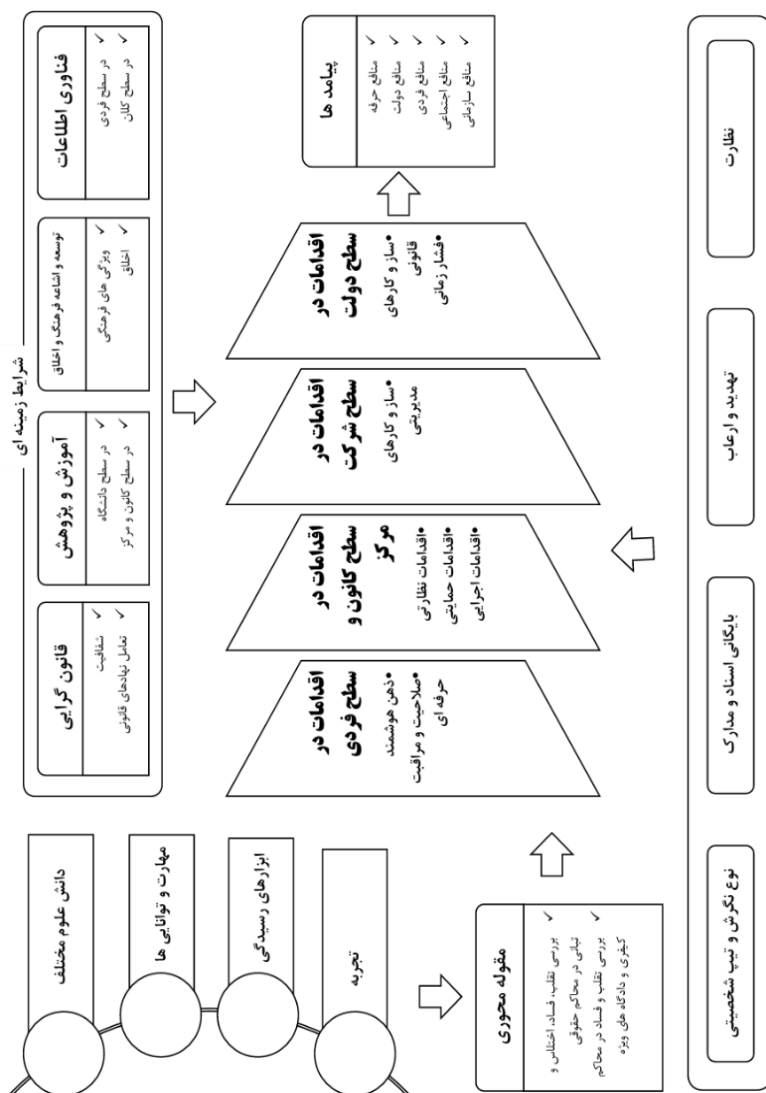 شرایط زمینه ای
قانون گرایی
شفافیت
تعامل نهادهای قانونی
آموزش و پژوهش
در سطح دانشگاه
در سطح کانون و مرکز
توسعه و اشاعه فرهنگ و اخلاق
ویژگی های فرهنگی
اخلاق
فناوری اطلاعات
در سطح فردی
در سطح کلان
دانش علوم مختلف
مهارت و توانایی ها
ابزارهای رسیدگی
تجربه
مقوله محوری
بررسی تقلب، فساد، اختلاس و
تبانی در محاکم حقوقی
بررسی تقلب و فساد در محاکم
کیفری و دادگاه های ویژه
اقدامات در
سطح فردی
•ذهن هوشمند
•صلاحیت و مراقبت
حرفه ای
اقدامات در
سطح کانون و
مرکز
•اقدامات نظارتی
•اقدامات حمایتی
•اقدامات اجرایی
اقدامات در
سطح شرکت
•ساز و کارهای
مدیریتی
اقدامات در
سطح دولت
•ساز و کارهای
قانونی
•فشار زمانی
پیامد ها
منافع حرفه
منافع دولت
منافع فردی
منافع اجتماعی
منافع سازمانی
نوع نگرش و تیپ شخصیتی
بایگانی اسناد و مدارک
تهدید و ارعاب
نظارت